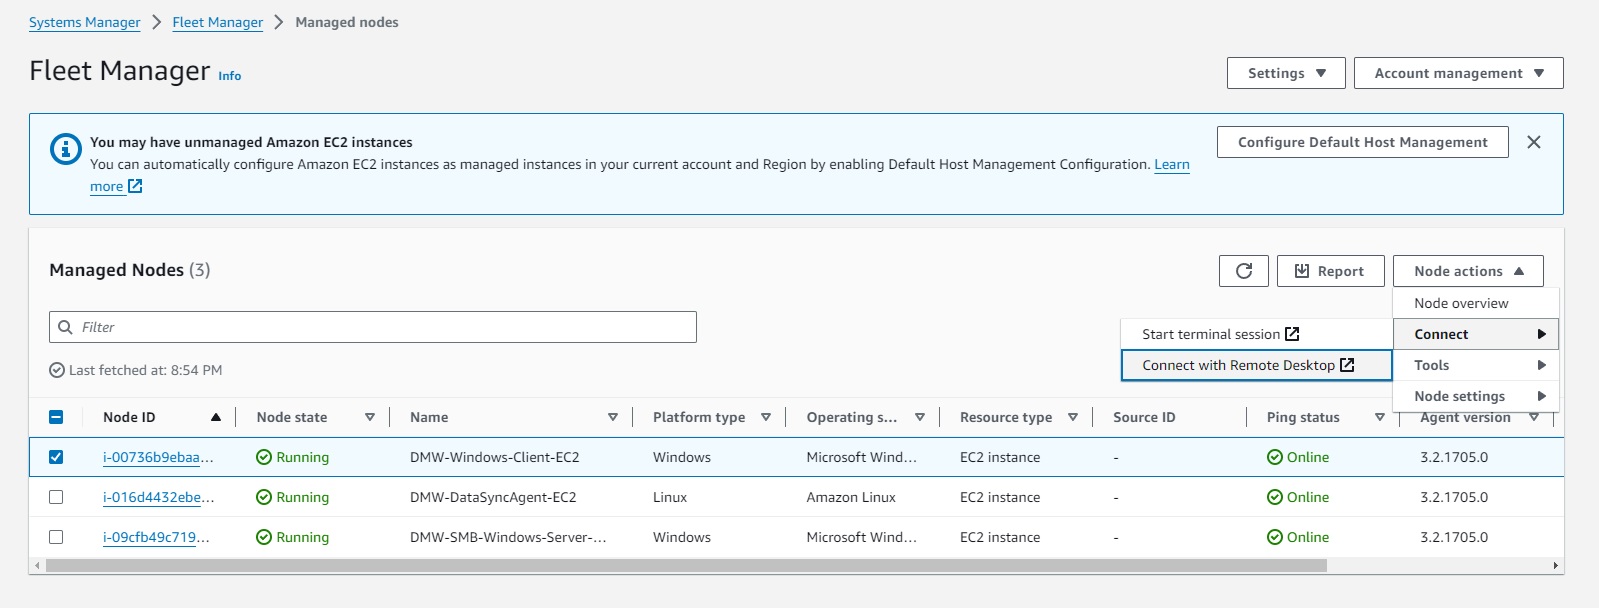 Systems Manager > Fleet Manager > Managed nodes
Fleet Manager Info
Settings
Account management
You may have unmanaged Amazon EC2 instances
You can automatically configure Amazon EC2 instances as managed instances in your current account and Region by enabling Default Host Management Configuration. Learn
more
Configure Default Host Management
Managed Nodes (3)
Report
Node actions
Node overview
Filter
Start terminal session
Connect
Connect with Remote Desktop
Tools
Last fetched at: 8:54 PM
Node settings
Node ID Node state Name Platform type Operating s... Resource type Source ID Ping status Agent version
i-00736b9ebaa... Running DMW-Windows-Client-EC2 Windows Microsoft Wind... EC2 instance - Online 3.2.1705.0
i-016d4432ebe... Running DMW-DataSyncAgent-EC2 Linux Amazon Linux EC2 instance - Online 3.2.1705.0
i-09cfb49c719... Running DMW-SMB-Windows-Server-... Windows Microsoft Wind... EC2 instance - Online 3.2.1705.0